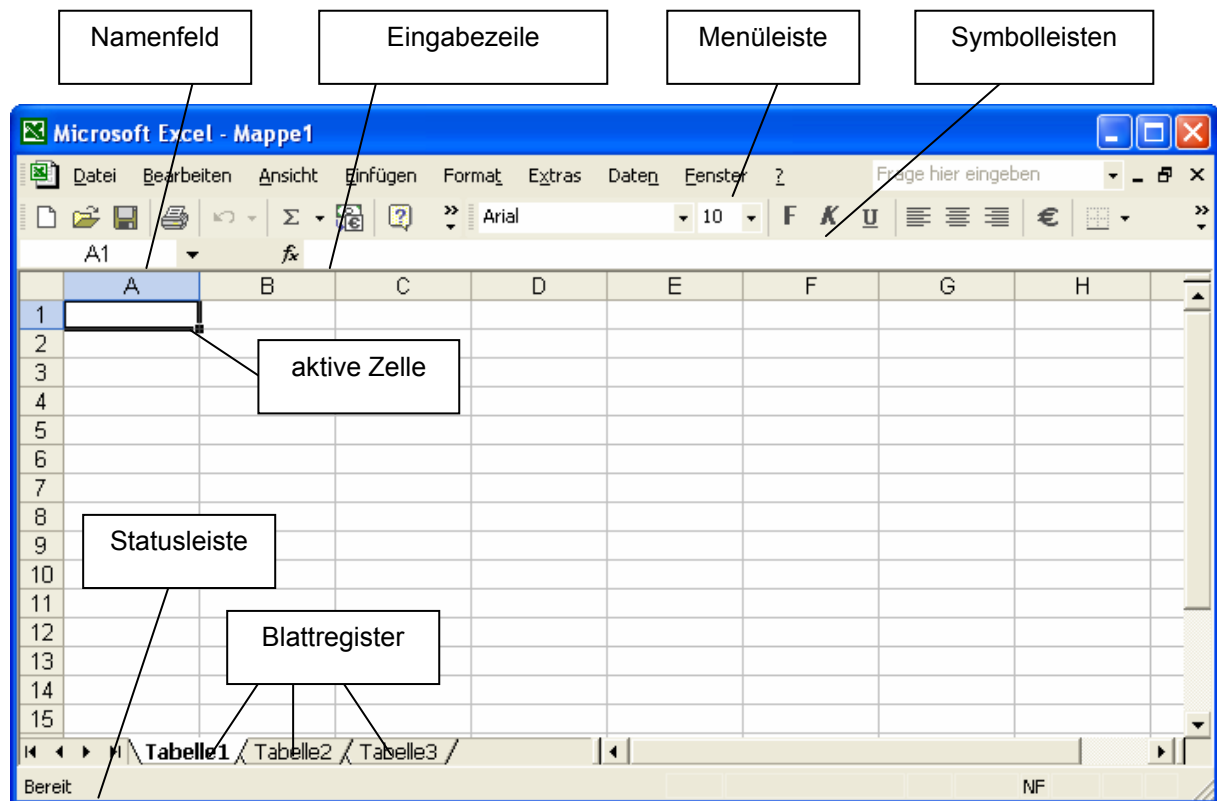 Namenfeld Eingabezeile Menüleiste Symbolleisten
Microsoft Excel - Mappe1
Datei Bearbeiten Ansicht Einfügen Format Extras Daten Fenster ? Frage hier eingeben
Σ € ? » Arial 10 F K U € »
A1 fx
A B C D E F G H
1
2
aktive Zelle
3
4
5
6
7
8
Statusleiste
9
10
11
12
Blattregister
13
14
15
Tabelle1 Tabelle2 Tabelle3
Bereit NF